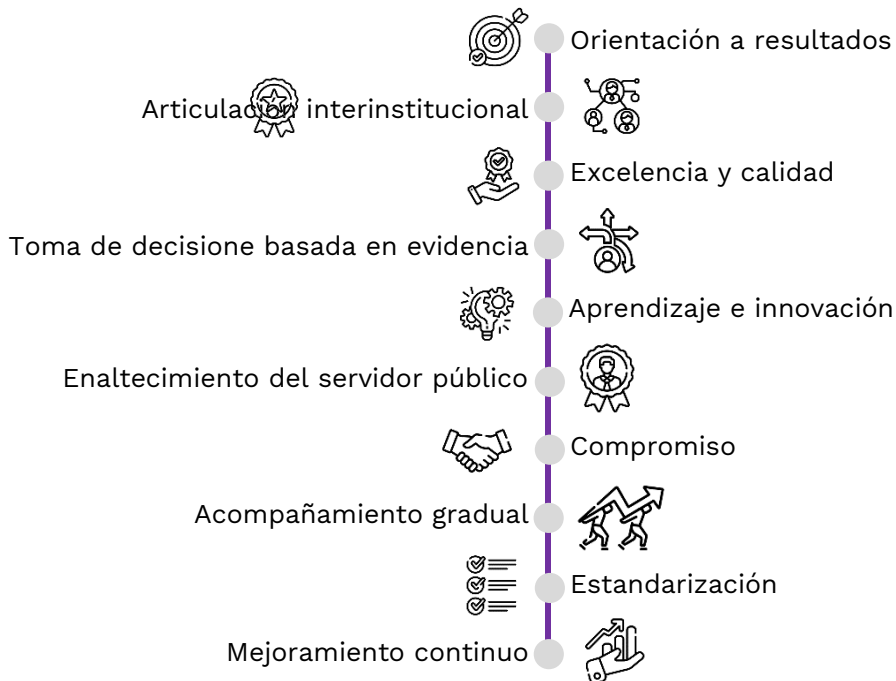 Orientación a resultados
Articulación interinstitucional
Excelencia y calidad
Toma de decisione basada en evidencia
Aprendizaje e innovación
Enaltecimiento del servidor público
Compromiso
Acompañamiento gradual
Estandarización
Mejoramiento continuo